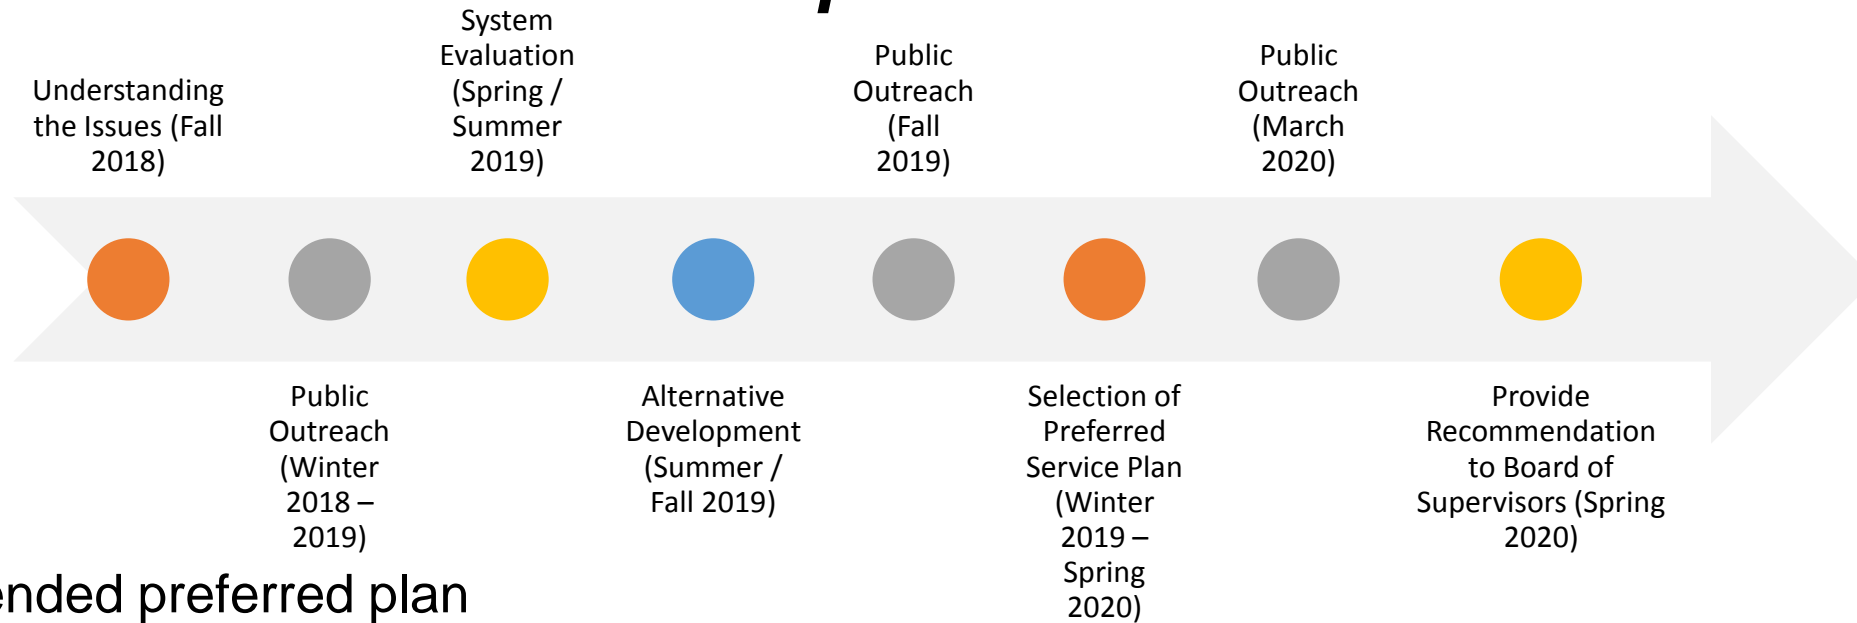 Understanding
the Issues (Fall
2018)
Public
Outreach
(Winter
2018 –
2019)
System
Evaluation
(Spring /
Summer
2019)
Alternative
Development
(Summer /
Fall 2019)
Public
Outreach
(Fall
2019)
Selection of
Preferred
Service Plan
(Winter
2019 –
Spring
2020)
Public
Outreach
(March
2020)
Provide
Recommendation
to Board of
Supervisors (Spring
2020)
preferred plan